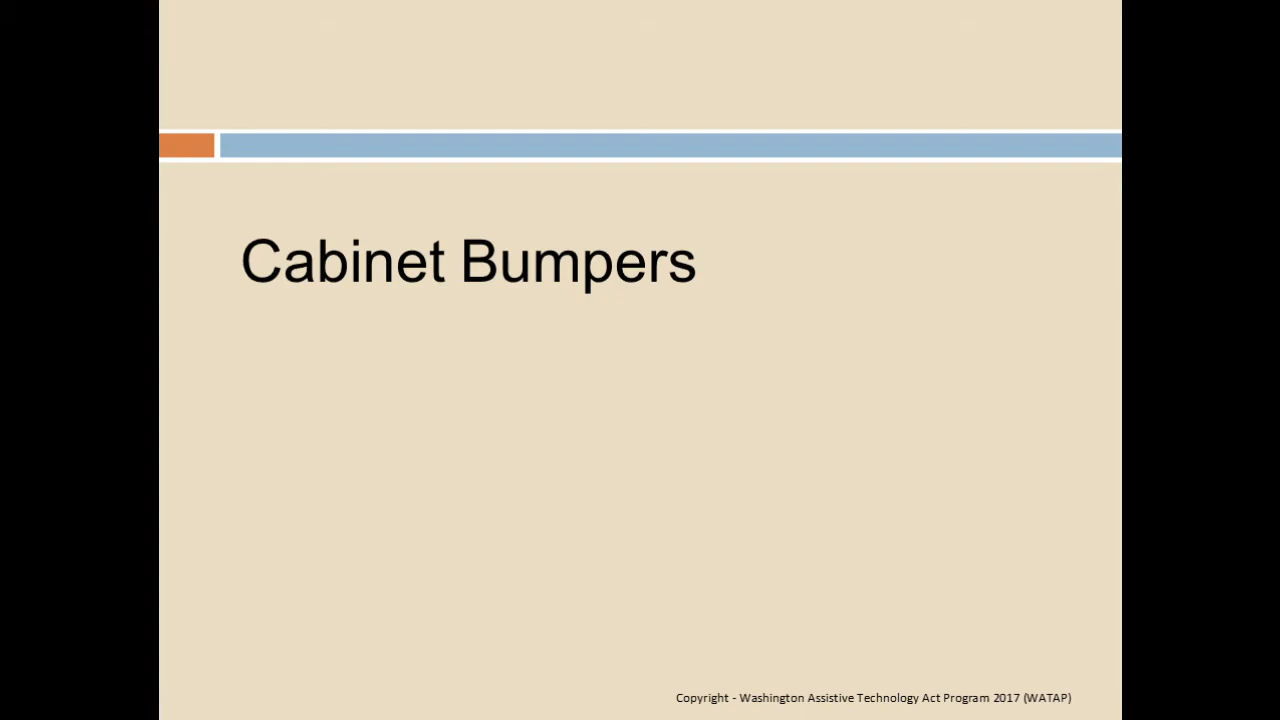 Cabinet Bumpers
Copyright - Washington Assistive Technology Act Program 2017 (WATAP)